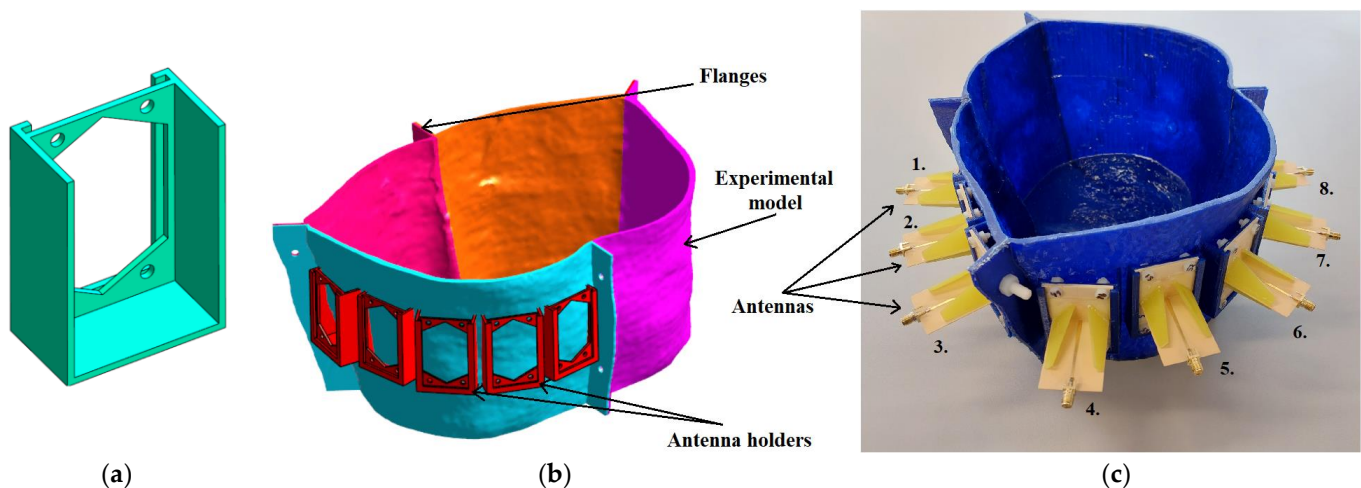 Flanges
Experimental
model
Antenna holders
1.
2.
Antennas
3.
4.
5.
6.
7.
8.
(a)
(b)
(c)